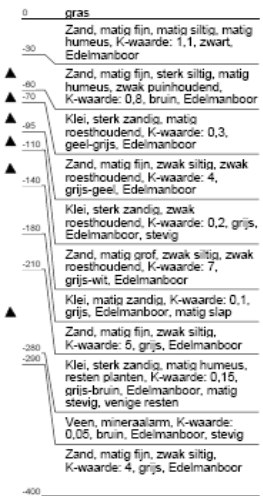 0 gras
Zand, matig fijn, matig siltig, matig
humeus, K-waarde: 1,1, zwart,
Edelmanboor
-30
Zand, matig fijn, sterk siltig, matig
humeus, zwak puinhoudend,
K-waarde: 0,8, bruin, Edelmanboor
-60
-70
Klei, sterk zandig, matig
roesthoudend, K-waarde: 0,3,
geel-grijs, Edelmanboor
-95
-110
Zand, matig fijn, zwak siltig, zwak
roesthoudend, K-waarde: 4,
grijs-geel, Edelmanboor
-140
Klei, sterk zandig, zwak
roesthoudend, K-waarde: 0,2, grijs,
Edelmanboor, stevig
-180
Zand, matig grof, zwak siltig, zwak
roesthoudend, K-waarde: 7,
grijs-wit, Edelmanboor
-210
Klei, matig zandig, K-waarde: 0,1,
grijs, Edelmanboor, matig slap
Zand, matig fijn, zwak siltig,
K-waarde: 5, grijs, Edelmanboor
-280
-290
Klei, sterk zandig, matig humeus,
resten planten, K-waarde: 0,15,
grijs-bruin, Edelmanboor, matig
stevig, venige resten
Veen, mineraalarm, K-waarde:
0,05, bruin, Edelmanboor, stevig
Zand, matig fijn, zwak siltig,
K-waarde: 4, grijs, Edelmanboor
-400